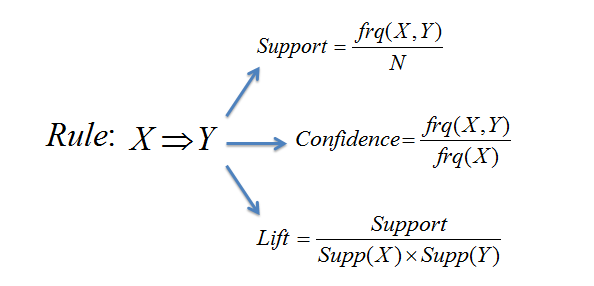 Support = frq(X,Y) / N
Rule: X ⇒ Y
Confidence = frq(X,Y) / frq(X)
Lift = Support / Supp(X) × Supp(Y)